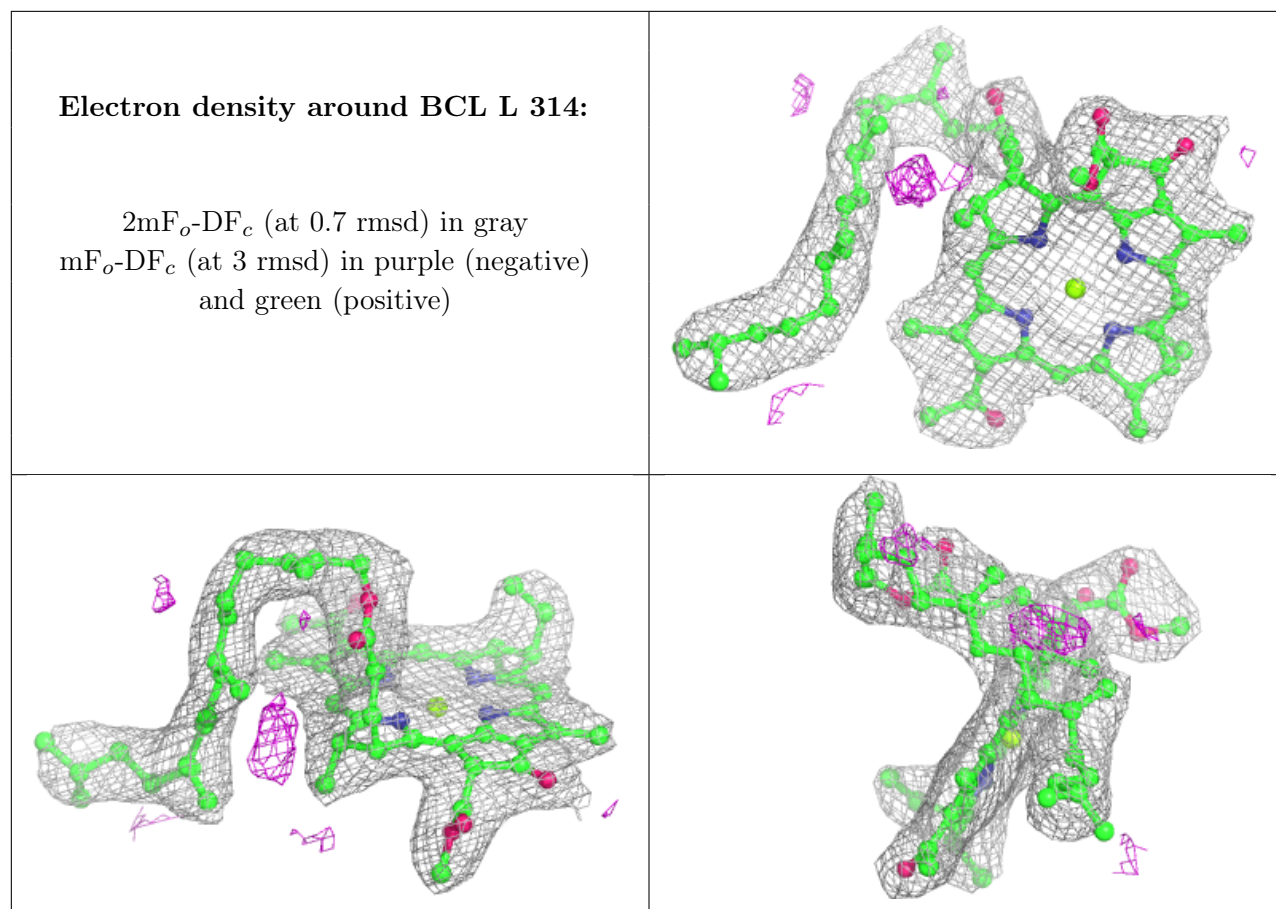 Electron density around BCL L 314:
2mFo-DFc (at 0.7 rmsd) in gray
mFo-DFc (at 3 rmsd) in purple (negative)
and green (positive)